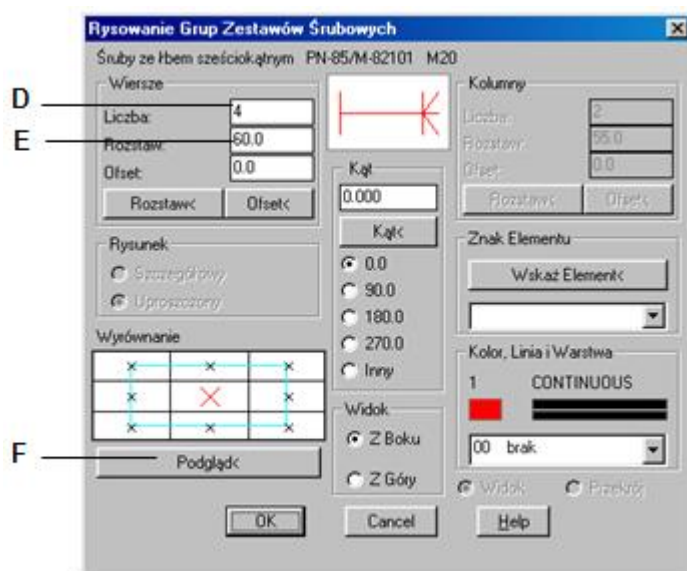 Rysowanie Grup Zestawów Śrubowych
Śruby ze łbem sześciokątnym PN-85/M-82101 M20
Wiersze
D
Liczba:
4
E
Rozstaw:
60.0
Ofset:
0.0
Rozstaw<
Ofset<
Rysunek
Szczegółowy
Uproszczony
Wyrównanie
F
Podgląd<
Kąt
0.000
Kąt<
0.0
90.0
180.0
270.0
Inny
Widok
Z Boku
Z Góry
Kolumny
Liczba:
2
Rozstaw:
55.0
Ofset:
0.0
Rozstaw<
Ofset<
Znak Elementu
Wskaż Element<
Kolor, Linia i Warstwa
1 CONTINUOUS
00 brak
Widok
Przekrój
OK
Cancel
Help